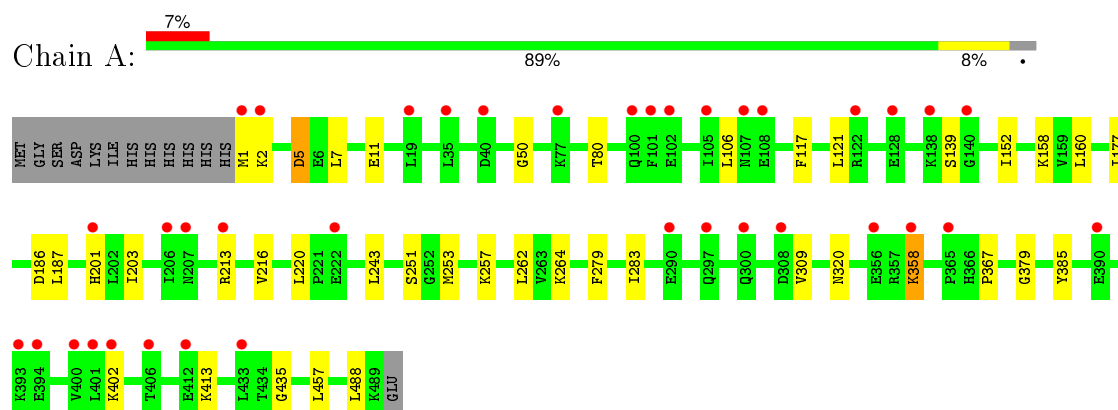 7%
Chain A:
89% 8% •
MET GLY SER ASP LYS ILE HIS HIS HIS HIS HIS HIS M1 K2 D5 E6 L7 E11 L19 L35 D40 G50 K77 T80 Q100 F101 E102 I105 L106 N107 E108 F117 L121 R122 E128 K138 S139 G140 I152 K158 V159 L160
D186 L187 H201 L202 I203 I206 N207 R213 V216 L220 P221 E222 L243 S251 G252 M253 K257 L262 V263 K264 F279 I283 E290 Q297 Q300 D308 V309 N320 E356 R357 K358 P365 H366 P367 G379 Y385 E390
K393 E394 V400 L401 K402 T406 E412 K413 L433 T434 G435 L457 L488 K489 GLU